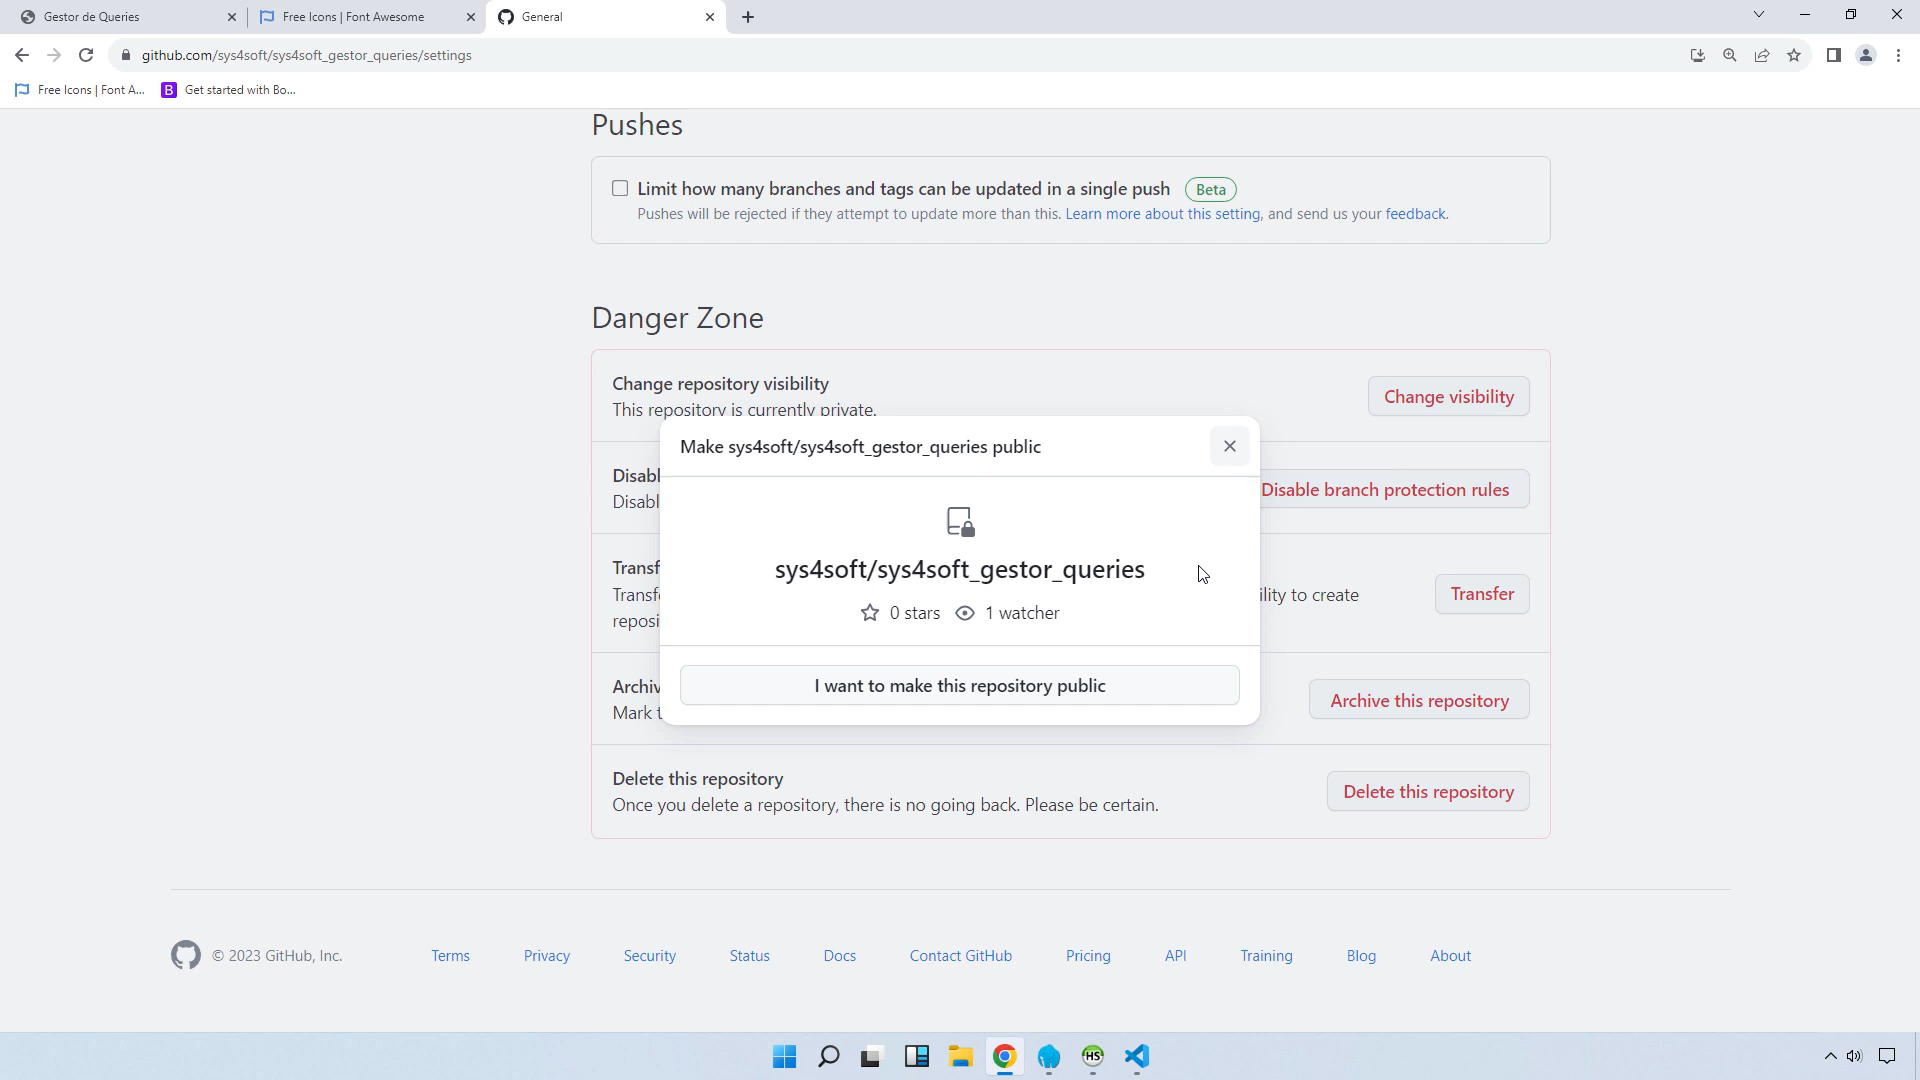 Gestor de Queries
Free Icons | Font Awesome
General
github.com/sys4soft/sys4soft_gestor_queries/settings
Free Icons | Font A...
B Get started with Bo...
Pushes
Limit how many branches and tags can be updated in a single push Beta
Pushes will be rejected if they attempt to update more than this. Learn more about this setting, and send us your feedback.
Danger Zone
Change repository visibility
This repository is currently private.
Change visibility
Make sys4soft/sys4soft_gestor_queries public
Disabl
Disabl
Disable branch protection rules
sys4soft/sys4soft_gestor_queries
0 stars 1 watcher
Transf
Transf
ility to create
reposi
Transfer
I want to make this repository public
Archiv
Mark t
Archive this repository
Delete this repository
Once you delete a repository, there is no going back. Please be certain.
Delete this repository
© 2023 GitHub, Inc.
Terms
Privacy
Security
Status
Docs
Contact GitHub
Pricing
API
Training
Blog
About
HS